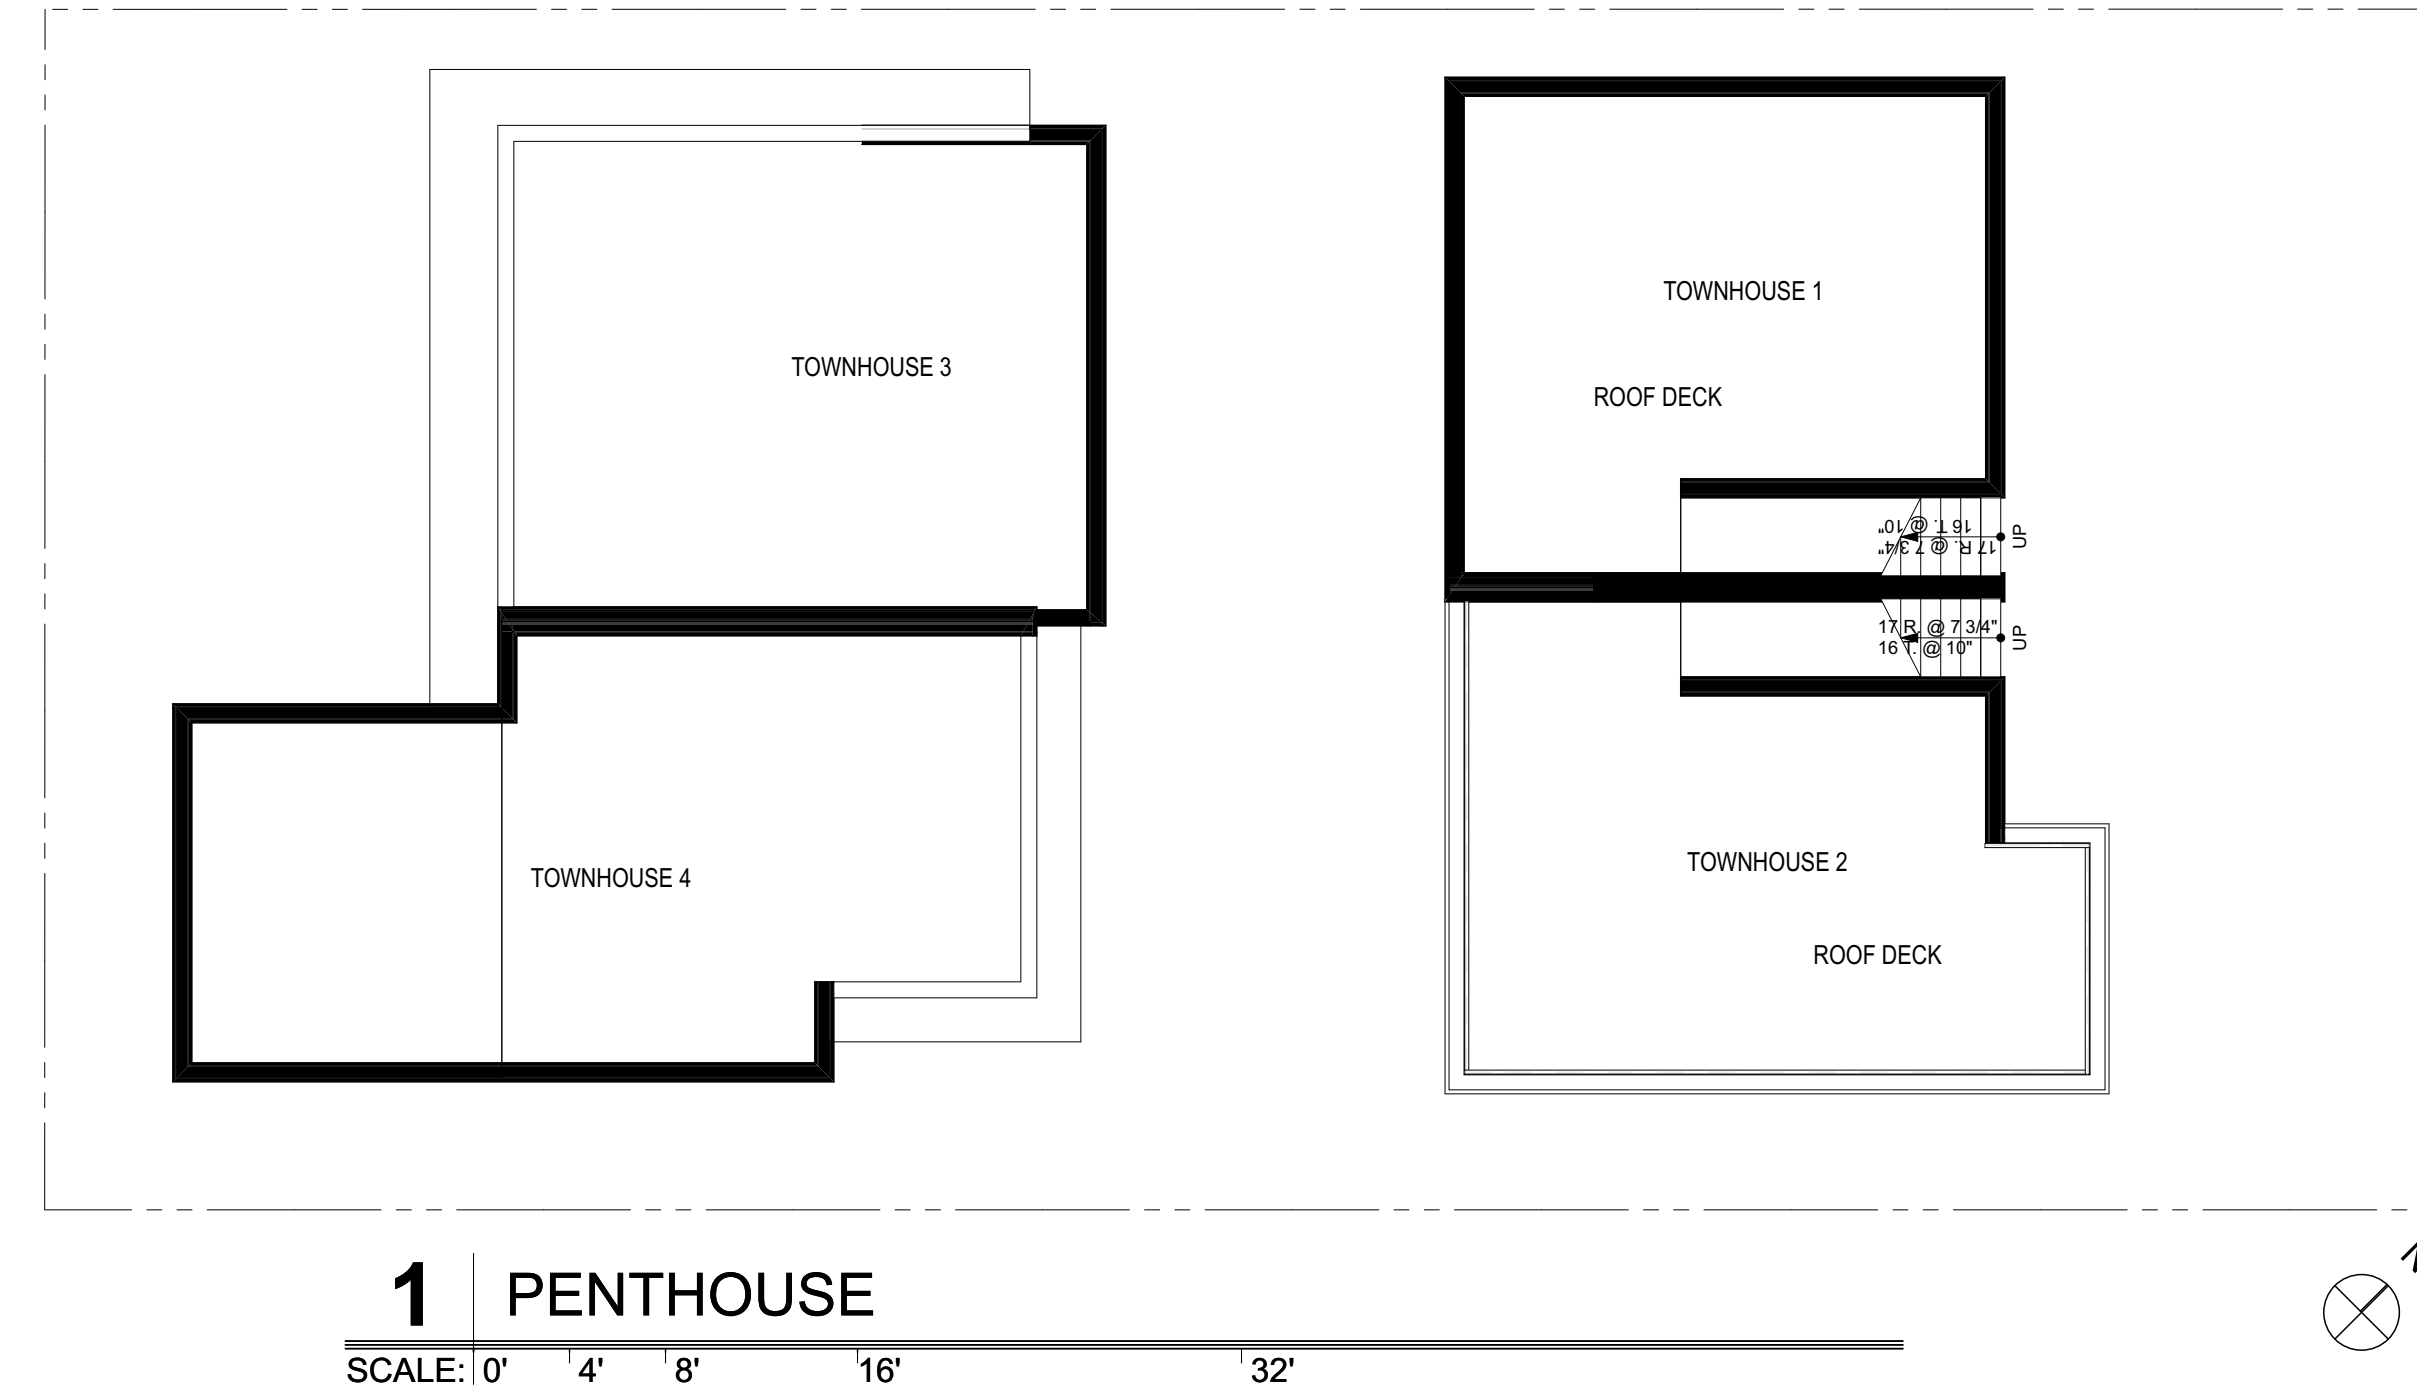 TOWNHOUSE 1
TOWNHOUSE 3
ROOF DECK
17 R. @ 7 3/4"
16 T. @ 10"
UP
17 R. @ 7 3/4"
16 T. @ 10"
UP
TOWNHOUSE 2
TOWNHOUSE 4
ROOF DECK
1 PENTHOUSE
SCALE: 0' 4' 8' 16' 32'